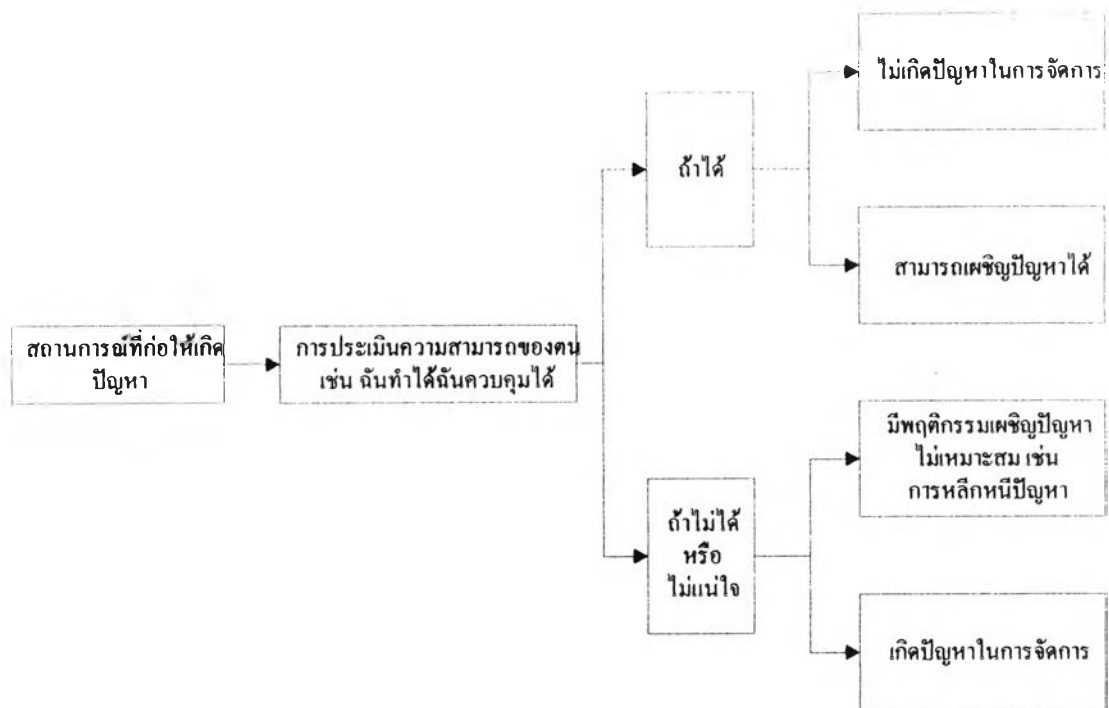 สถานการณ์ที่ก่อให้เกิด
ปัญหา
การประเมินความสามารถของตน
เช่น ฉันทำได้ฉันควบคุมได้
ถ้าได้
ไม่เกิดปัญหาในการจัดการ
สามารถเผชิญปัญหาได้
ถ้าไม่ได้
หรือ
ไม่แน่ใจ
มีพฤติกรรมเผชิญปัญหา
ไม่เหมาะสม เช่น
การหลีกหนีปัญหา
เกิดปัญหาในการจัดการ